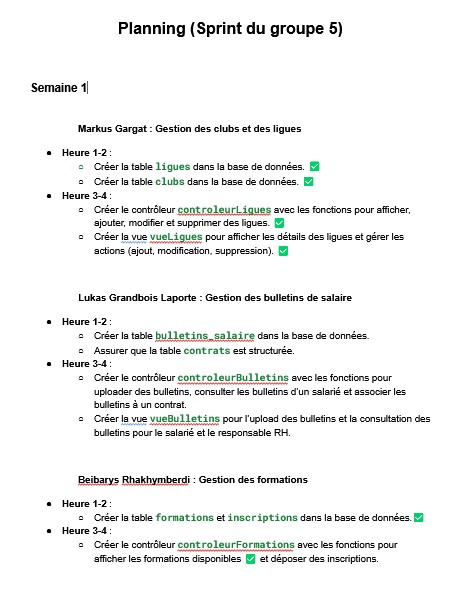 Planning (Sprint du groupe 5)
Semaine 1
Markus Gargat : Gestion des clubs et des ligues
● Heure 1-2 :
○ Créer la table ligues dans la base de données. ✅
○ Créer la table clubs dans la base de données. ✅
● Heure 3-4 :
○ Créer le contrôleur controleurLigues avec les fonctions pour afficher,
ajouter, modifier et supprimer des ligues. ✅
○ Créer la vue vueLigues pour afficher les détails des ligues et gérer les
actions (ajout, modification, suppression). ✅
Lukas Grandbois Laporte : Gestion des bulletins de salaire
● Heure 1-2 :
○ Créer la table bulletins_salaire dans la base de données.
○ Assurer que la table contrats est structurée.
● Heure 3-4 :
○ Créer le contrôleur controleurBulletins avec les fonctions pour
uploader des bulletins, consulter les bulletins d'un salarié et associer les
bulletins à un contrat.
○ Créer la vue vueBulletins pour l'upload des bulletins et la consultation des
bulletins pour le salarié et le responsable RH.
Beibarys Rhakhymberdi : Gestion des formations
● Heure 1-2 :
○ Créer la table formations et inscriptions dans la base de données. ✅
● Heure 3-4 :
○ Créer le contrôleur controleurFormations avec les fonctions pour
afficher les formations disponibles ✅ et déposer des inscriptions.